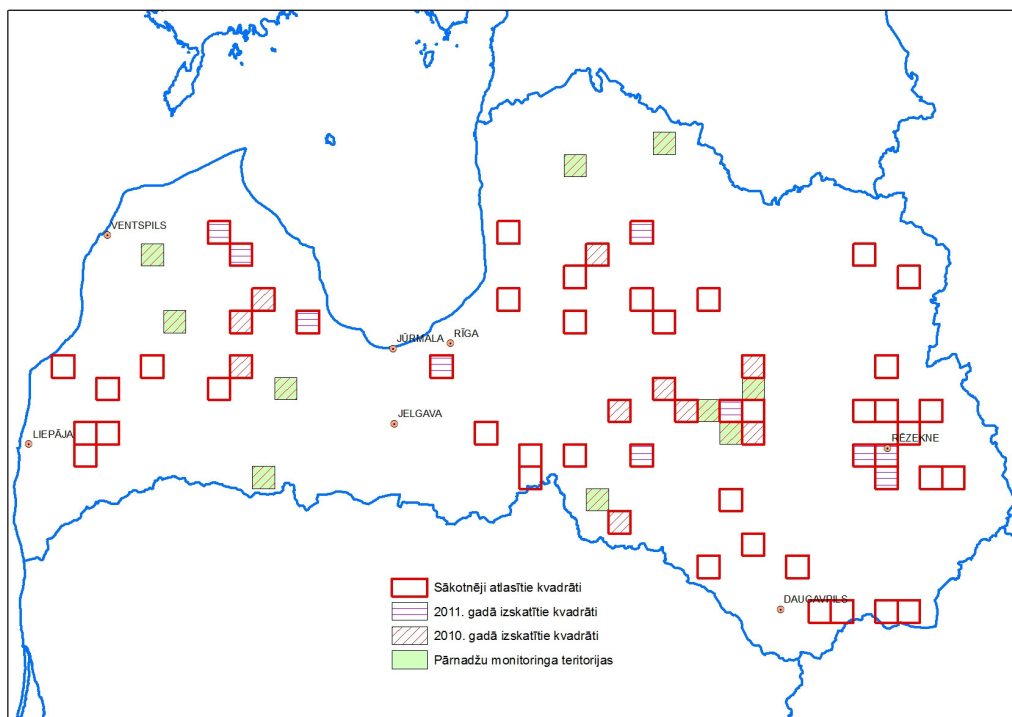 VENTSPILS
JŪRMALA
RĪGA
JELGAVA
LIEPĀJA
RĒZEKNE
DAUGAVPILS
Sākotnēji atlasītie kvadrāti
2011. gadā izskatītie kvadrāti
2010. gadā izskatītie kvadrāti
Pārnadžu monitoringa teritorijas